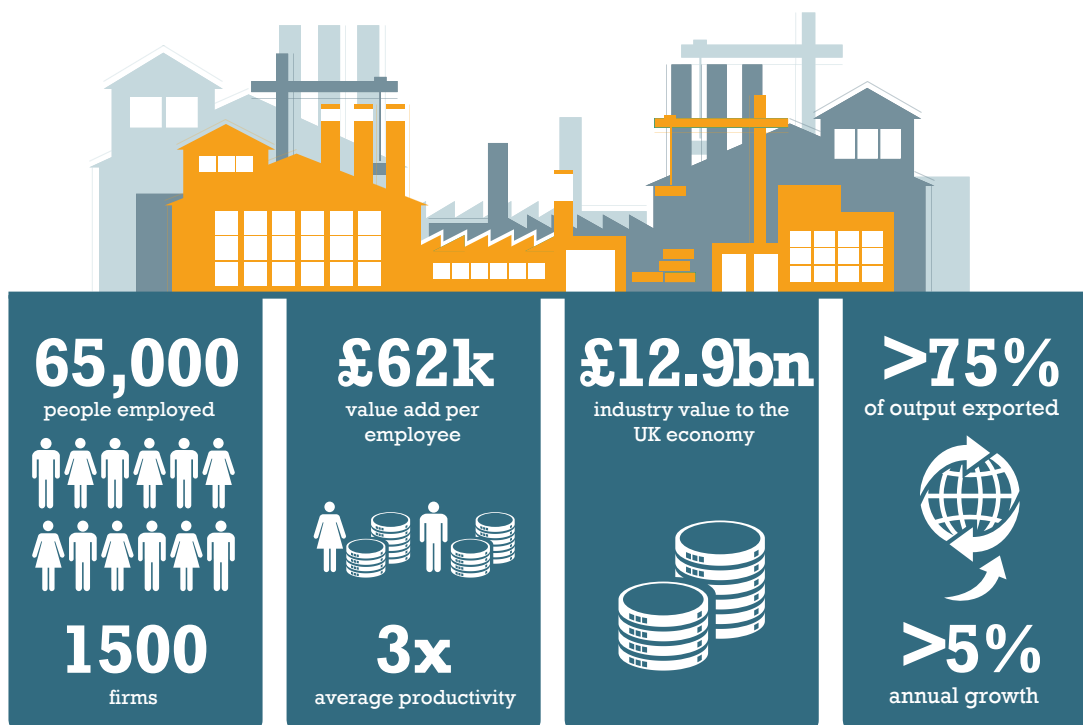 65,000
people employed
1500
firms
£62k
value add per
employee
3x
average productivity
£12.9bn
industry value to the
UK economy
>75%
of output exported
>5%
annual growth